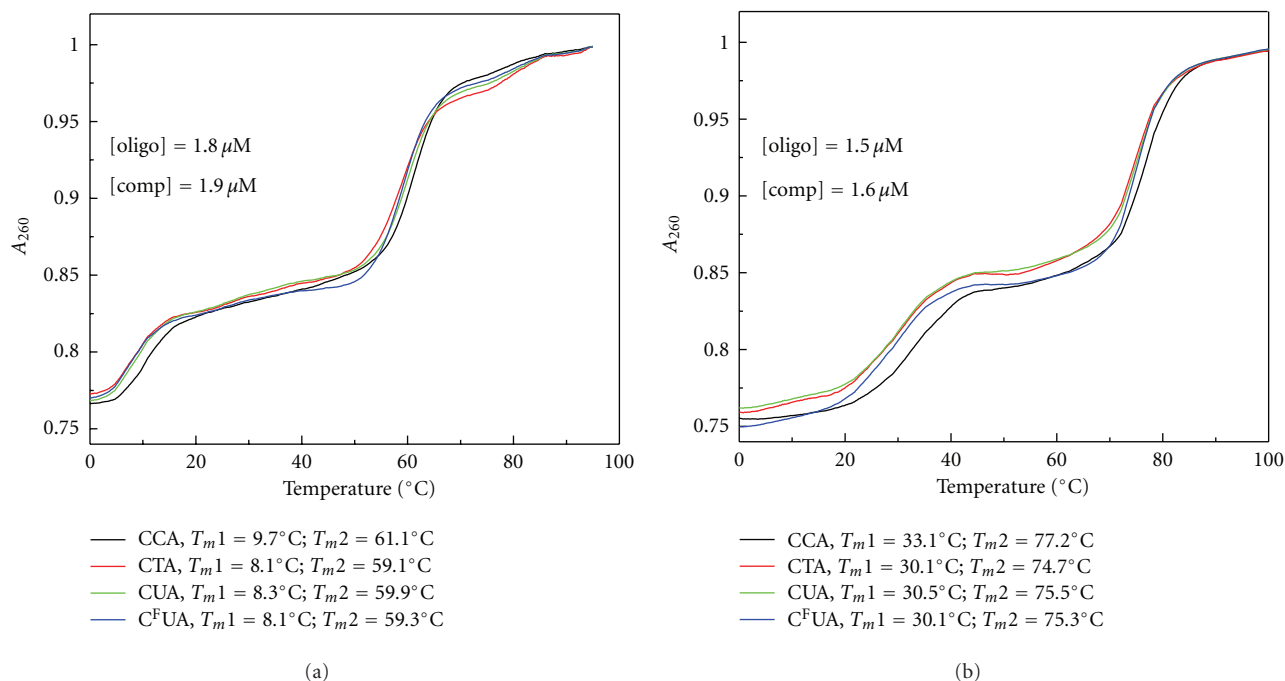 1
0.95
0.9
0.85
0.8
0.75
A260
[oligo] = 1.8 μM
[comp] = 1.9 μM
0 20 40 60 80 100
Temperature (°C)
CCA, Tm1 = 9.7°C; Tm2 = 61.1°C
CTA, Tm1 = 8.1°C; Tm2 = 59.1°C
CUA, Tm1 = 8.3°C; Tm2 = 59.9°C
CFUA, Tm1 = 8.1°C; Tm2 = 59.3°C
(a)
1
0.95
0.9
0.85
0.8
0.75
A260
[oligo] = 1.5 μM
[comp] = 1.6 μM
0 20 40 60 80 100
Temperature (°C)
CCA, Tm1 = 33.1°C; Tm2 = 77.2°C
CTA, Tm1 = 30.1°C; Tm2 = 74.7°C
CUA, Tm1 = 30.5°C; Tm2 = 75.5°C
CFUA, Tm1 = 30.1°C; Tm2 = 75.3°C
(b)